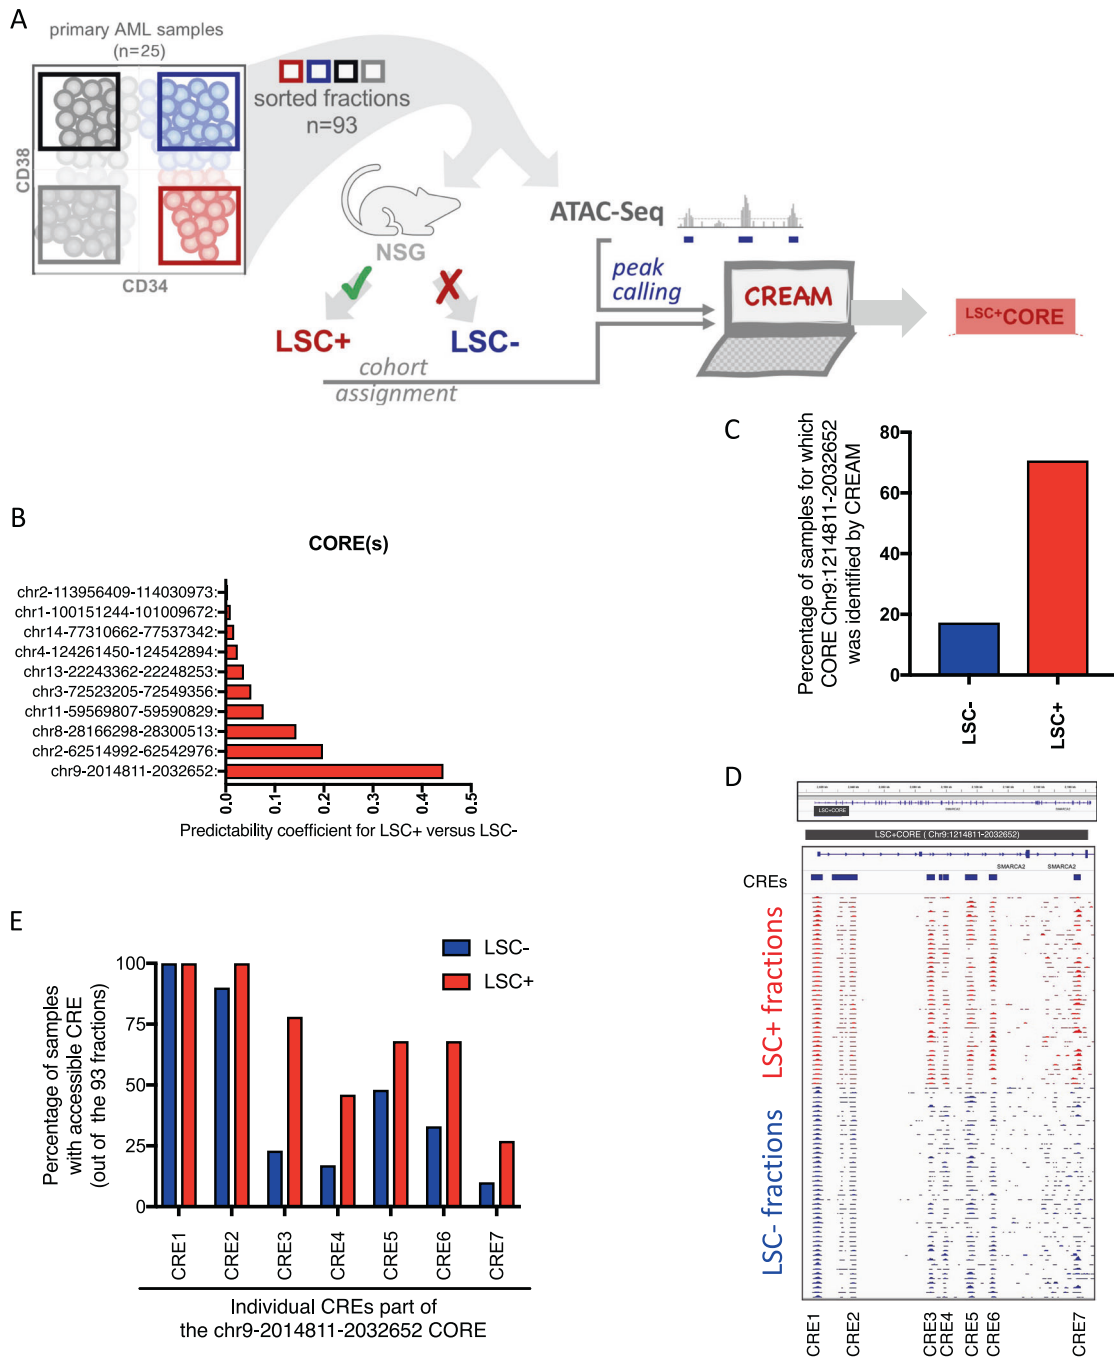 A
primary AML samples
(n=25)
CD38
CD34
sorted fractions
n=93
NSG
LSC+
LSC-
cohort
assignment
ATAC-Seq
peak
calling
CREAM
LSC+CORE
B
CORE(s)
chr2-113956409-114030973:
chr1-100151244-101009672:
chr14-77310662-77537342:
chr4-124261450-124542894:
chr13-22243362-22248253:
chr3-72523205-72549356:
chr11-59569807-59590829:
chr8-28166298-28300513:
chr2-62514992-62542976:
chr9-2014811-2032652:
0.0
0.1
0.2
0.3
0.4
0.5
Predictability coefficient for LSC+ versus LSC-
C
Percentage of samples for which
CORE Chr9:1214811-2032652
was identified by CREAM
80
60
40
20
0
LSC-
LSC+
D
LSC+CORE
SMARCA2
SMARCA2
LSC+CORE ( Chr9:1214811-2032652)
SMARCA2
SMARCA2
CREs
LSC+ fractions
LSC- fractions
CRE1
CRE2
CRE3
CRE4
CRE5
CRE6
CRE7
E
LSC-
LSC+
Percentage of samples
with accessible CRE
(out of the 93 fractions)
100
75
50
25
0
CRE1
CRE2
CRE3
CRE4
CRE5
CRE6
CRE7
Individual CREs part of
the chr9-2014811-2032652 CORE